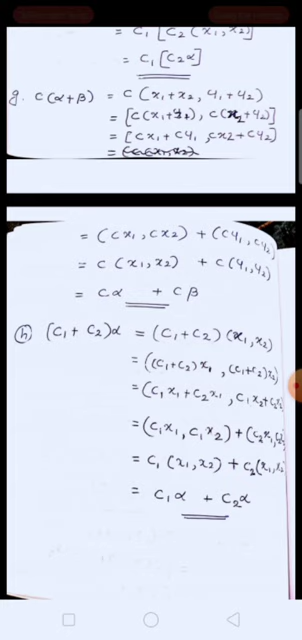 = C₁ [C₂ (x₁, x₂)]
= C₁ [C₂α]
g. C(α+β) = C (x₁+x₂, y₁+y₂)
= [C(x₁+y₁), C(x₂+y₂)]
= [Cx₁ + Cy₁, Cx₂+Cy₂]
=
= (Cx₁, Cx₂) + (Cy₁, Cy₂)
= C (x₁, x₂) + C(y₁, y₂)
= Cα + Cβ
(h) (C₁ + C₂)α = (C₁+C₂) (x₁, x₂)
= ((C₁+C₂)x₁, (C₁+C₂)x₂)
= (C₁x₁+C₂x₁, C₁x₂+C₂x₂)
= (C₁x₁, C₁x₂)+(C₂x₁,
= C₁ (x₁, x₂) + C₂(x₁, x₂
= C₁α + C₂α